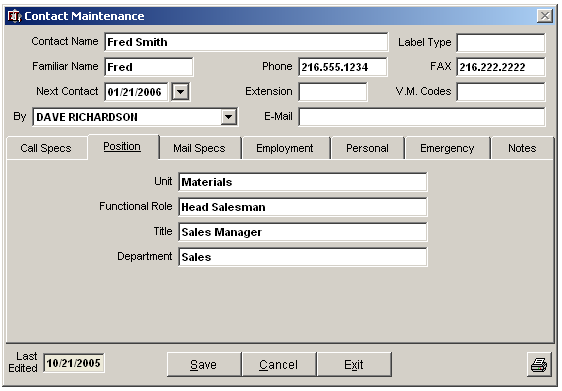 Contact Maintenance
Contact Name Fred Smith Label Type
Familiar Name Fred Phone 216.555.1234 FAX 216.222.2222
Next Contact 01/21/2006 Extension V.M. Codes
By DAVE RICHARDSON E-Mail
Call Specs Position Mail Specs Employment Personal Emergency Notes
Unit Materials
Functional Role Head Salesman
Title Sales Manager
Department Sales
Last Edited 10/21/2005 Save Cancel Exit